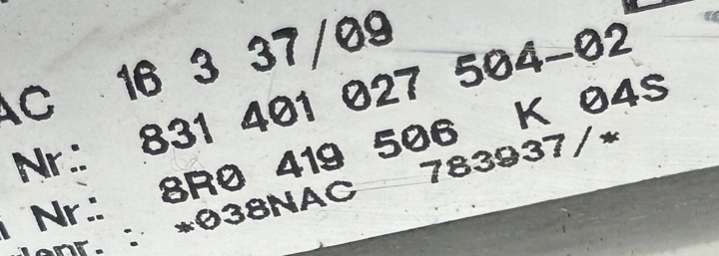 AC 16 3 37/09
Nr.: 831 401 027 504-02
Nr.: 8R0 419 506 K 04S
*038NAC 783937/*